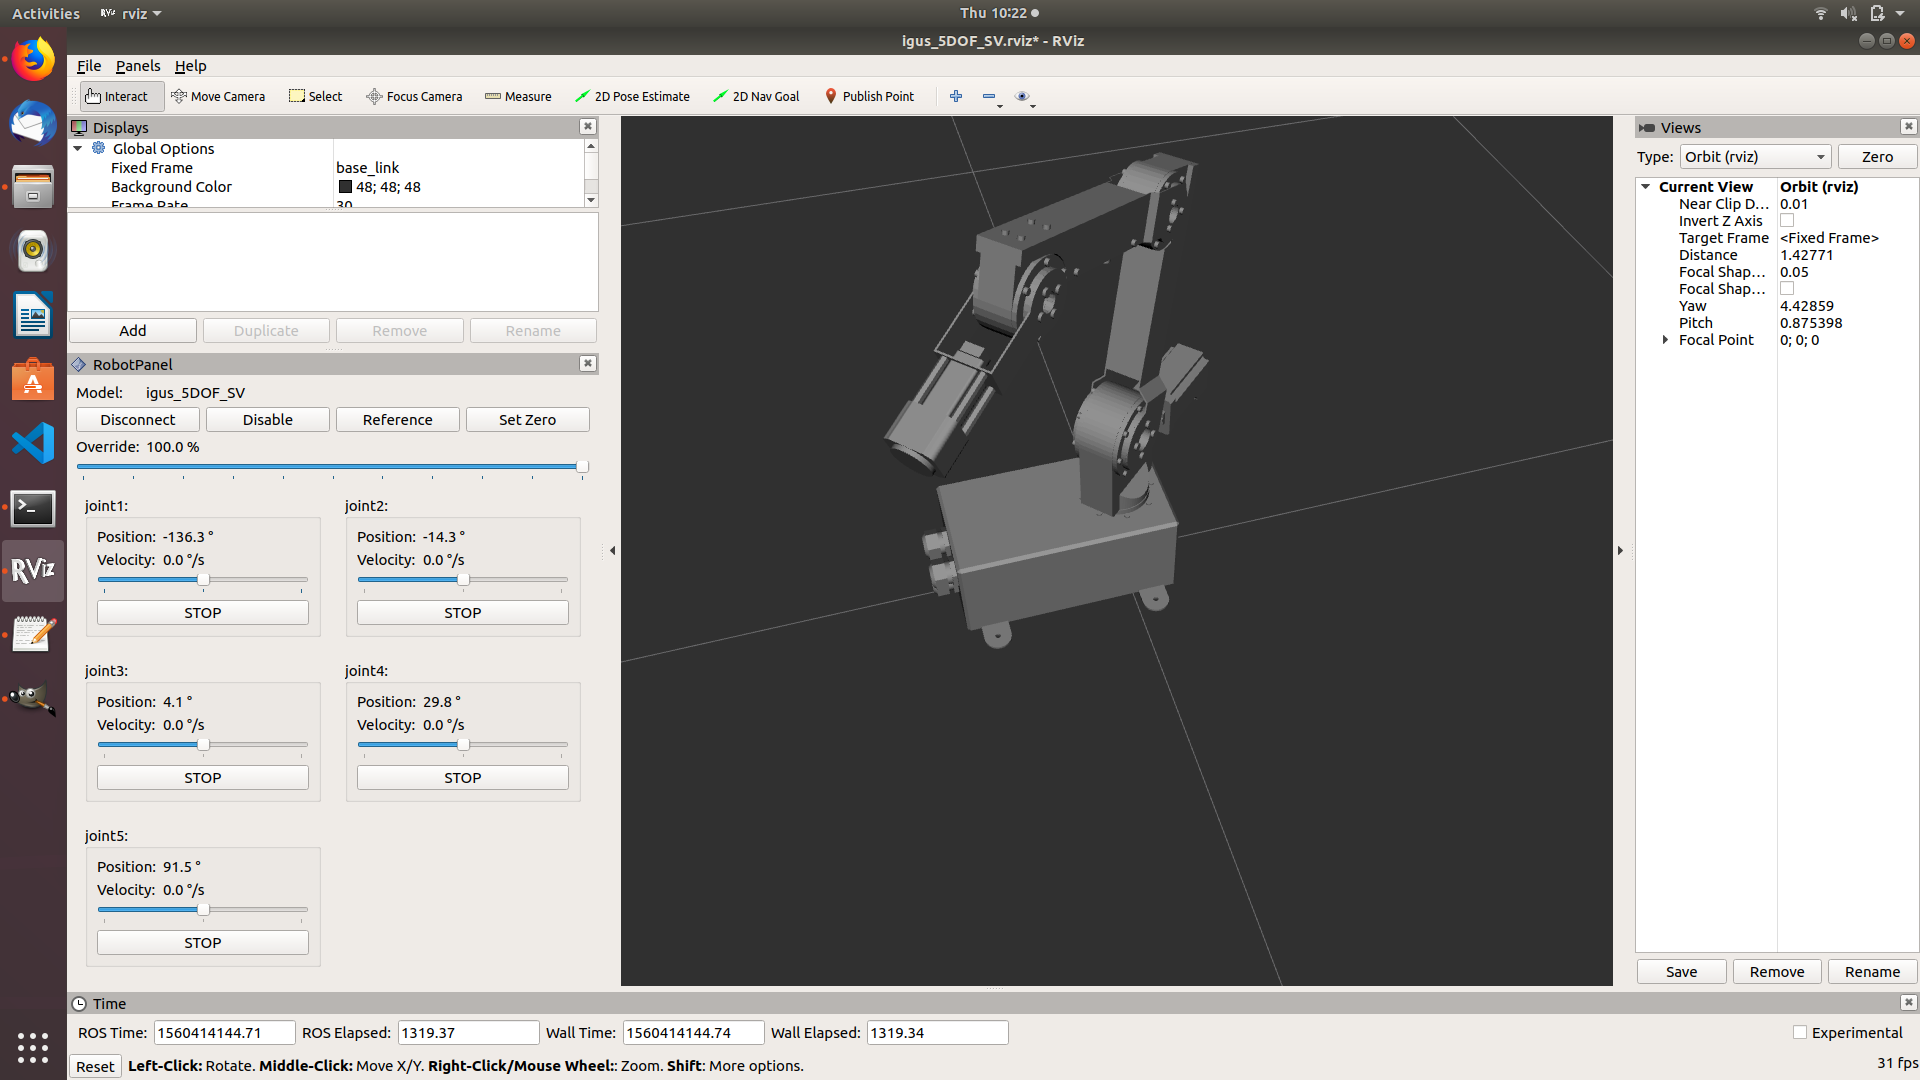 Activities RViz rviz Thu 10:22
igus_5DOF_SV.rviz* - RViz
File Panels Help
Interact Move Camera Select Focus Camera Measure 2D Pose Estimate 2D Nav Goal Publish Point
Displays
Global Options
Fixed Frame base_link
Background Color 48; 48; 48
Frame Rate 30
Add Duplicate Remove Rename
RobotPanel
Model: igus_5DOF_SV
Disconnect Disable Reference Set Zero
Override: 100.0 %
joint1:
Position: -136.3 °
Velocity: 0.0 °/s
STOP
joint2:
Position: -14.3 °
Velocity: 0.0 °/s
STOP
joint3:
Position: 4.1 °
Velocity: 0.0 °/s
STOP
joint4:
Position: 29.8 °
Velocity: 0.0 °/s
STOP
joint5:
Position: 91.5 °
Velocity: 0.0 °/s
STOP
RViz
Views
Type: Orbit (rviz) Zero
Current View Orbit (rviz)
Near Clip D... 0.01
Invert Z Axis
Target Frame <Fixed Frame>
Distance 1.42771
Focal Shap... 0.05
Focal Shap...
Yaw 4.42859
Pitch 0.875398
Focal Point 0; 0; 0
Save Remove Rename
Time
ROS Time: 1560414144.71 ROS Elapsed: 1319.37 Wall Time: 1560414144.74 Wall Elapsed: 1319.34 Experimental
Reset Left-Click: Rotate. Middle-Click: Move X/Y. Right-Click/Mouse Wheel:: Zoom. Shift: More options. 31 fps